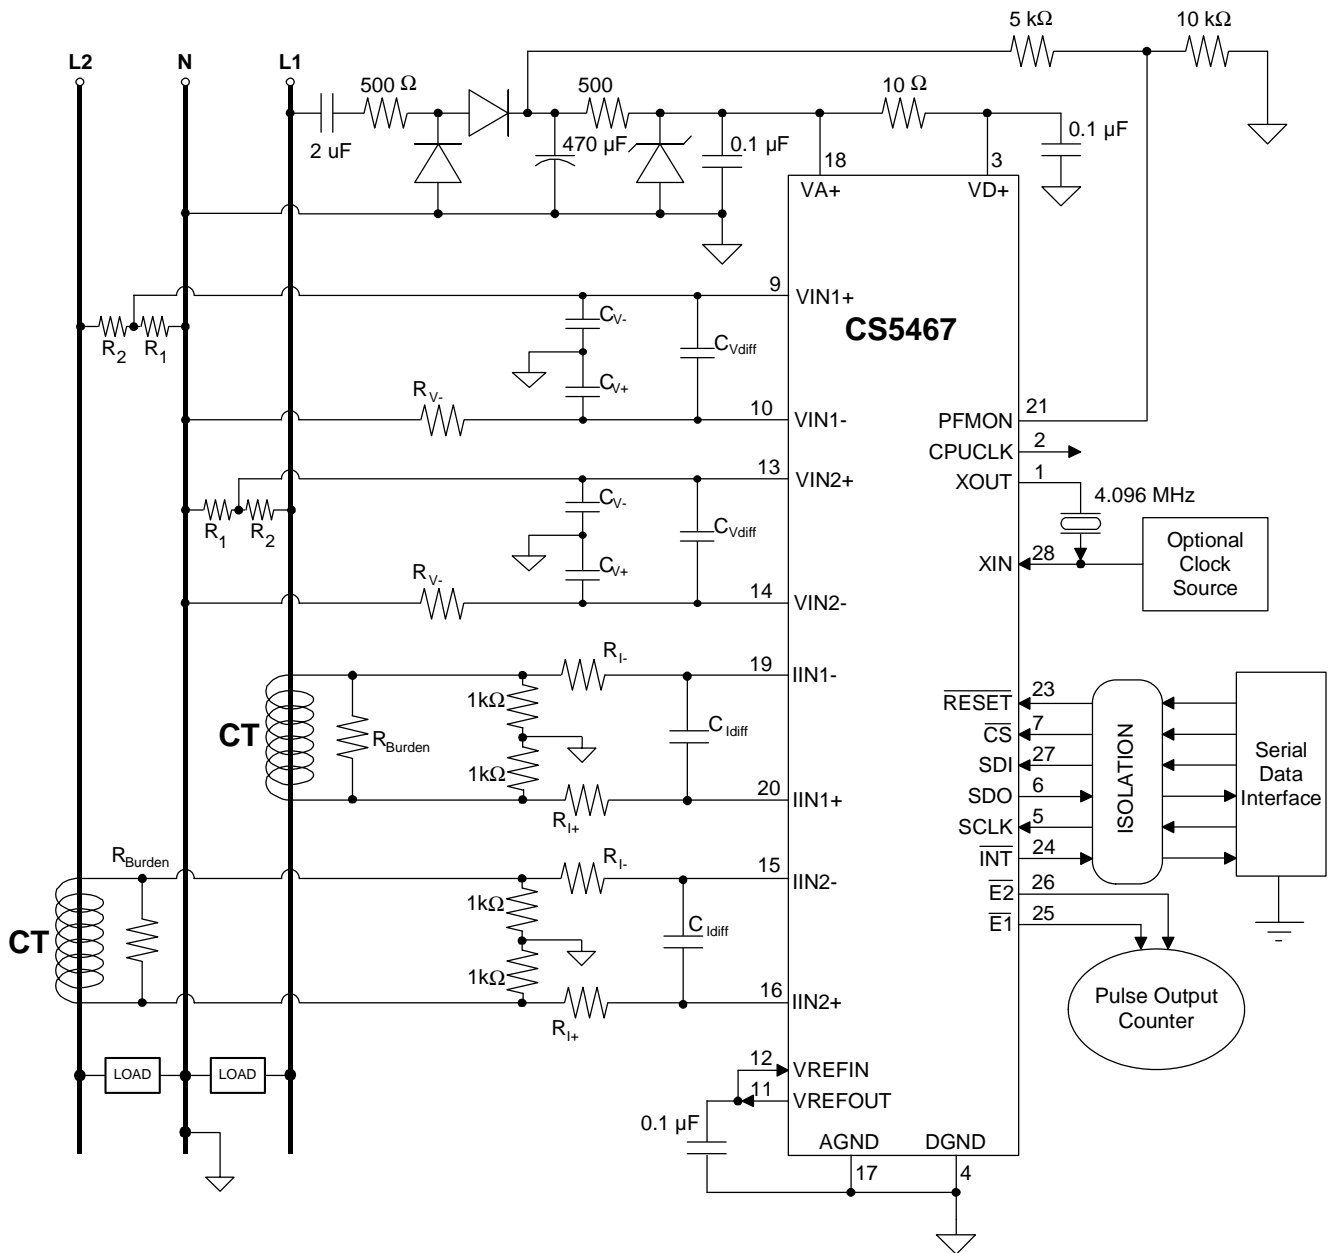 5 kΩ
10 kΩ
L2
N
L1
500 Ω
500
10 Ω
2 uF
470 µF
0.1 µF
0.1 µF
18
3
VA+
VD+
9
VIN1+
CS5467
R2
R1
CV-
CVdiff
CV+
RV-
10
VIN1-
21
PFMON
2
CPUCLK
13
VIN2+
1
XOUT
4.096 MHz
R1
R2
CV-
CVdiff
CV+
RV-
14
VIN2-
28
XIN
Optional
Clock
Source
RI-
19
IIN1-
1kΩ
CT
RBurden
CIdiff
1kΩ
20
IIN1+
RI+
23
RESET
7
CS
27
SDI
6
SDO
5
SCLK
24
INT
ISOLATION
Serial
Data
Interface
26
E2
25
E1
RBurden
RI-
15
IIN2-
1kΩ
CT
CIdiff
1kΩ
16
IIN2+
RI+
Pulse Output
Counter
LOAD
LOAD
12
VREFIN
11
VREFOUT
0.1 µF
AGND
DGND
17
4